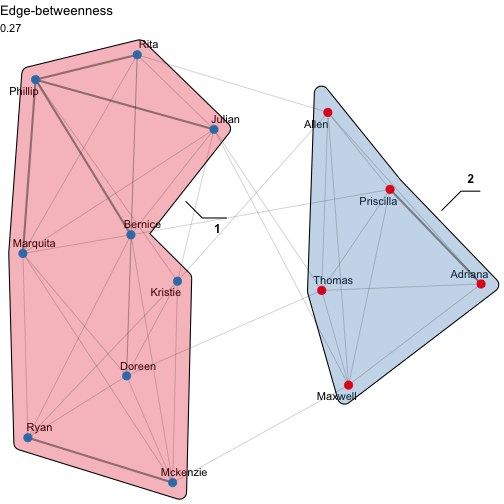 Edge-betweenness
0.27
Rita
Phillip
Julian
Allen
2
Priscilla
Bernice
1
Marquita
Adriana
Thomas
Kristie
Doreen
Maxwell
Ryan
Mckenzie